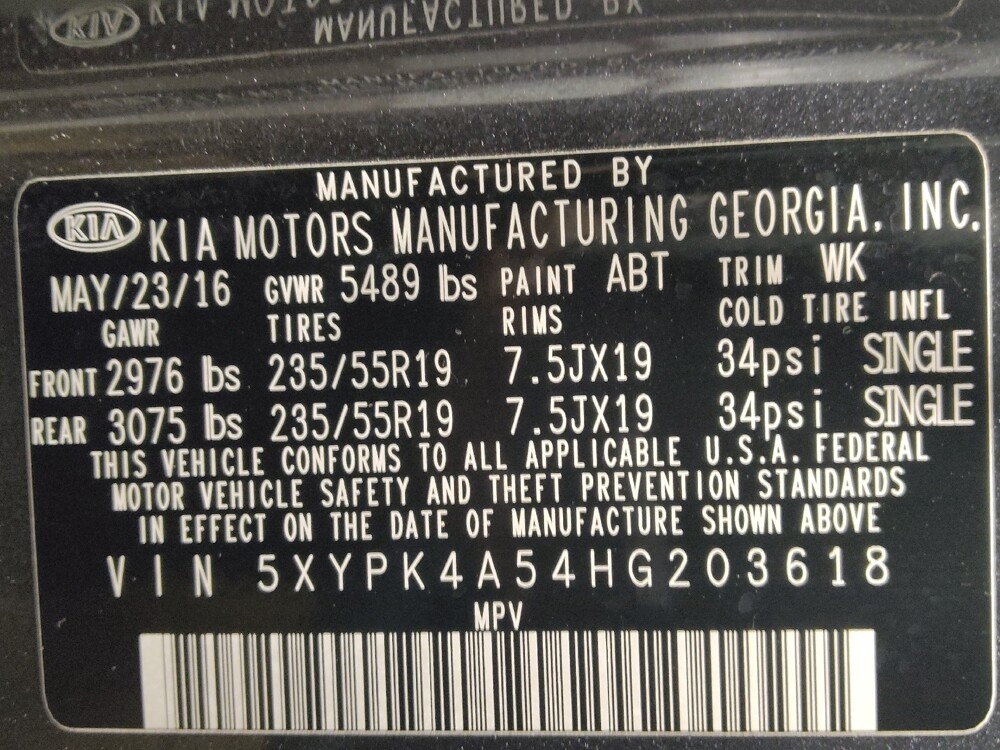 MANUFACTURED BY
KIA KIA MOTORS MANUFACTURING GEORGIA, INC.
MAY/23/16 GVWR 5489 lbs PAINT ABT TRIM WK
GAWR TIRES RIMS COLD TIRE INFL
FRONT 2976 lbs 235/55R19 7.5JX19 34psi SINGLE
REAR 3075 lbs 235/55R19 7.5JX19 34psi SINGLE
THIS VEHICLE CONFORMS TO ALL APPLICABLE U.S.A. FEDERAL
MOTOR VEHICLE SAFETY AND THEFT PREVENTION STANDARDS
IN EFFECT ON THE DATE OF MANUFACTURE SHOWN ABOVE
VIN 5XYPK4A54HG203618
MPV